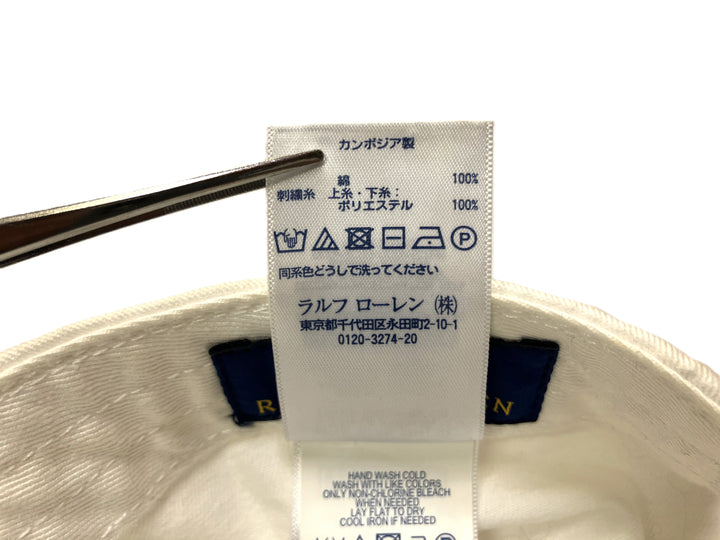 カンボジア製
綿 100%
刺繍糸 上糸・下糸:
ポリエステル 100%
P
同系色どうしで洗ってください
ラルフ ローレン (株)
東京都千代田区永田町2-10-1
0120-3274-20
HAND WASH COLD
WASH WITH LIKE COLORS
ONLY NON-CHLORINE BLEACH
WHEN NEEDED
LAY FLAT TO DRY
COOL IRON IF NEEDED